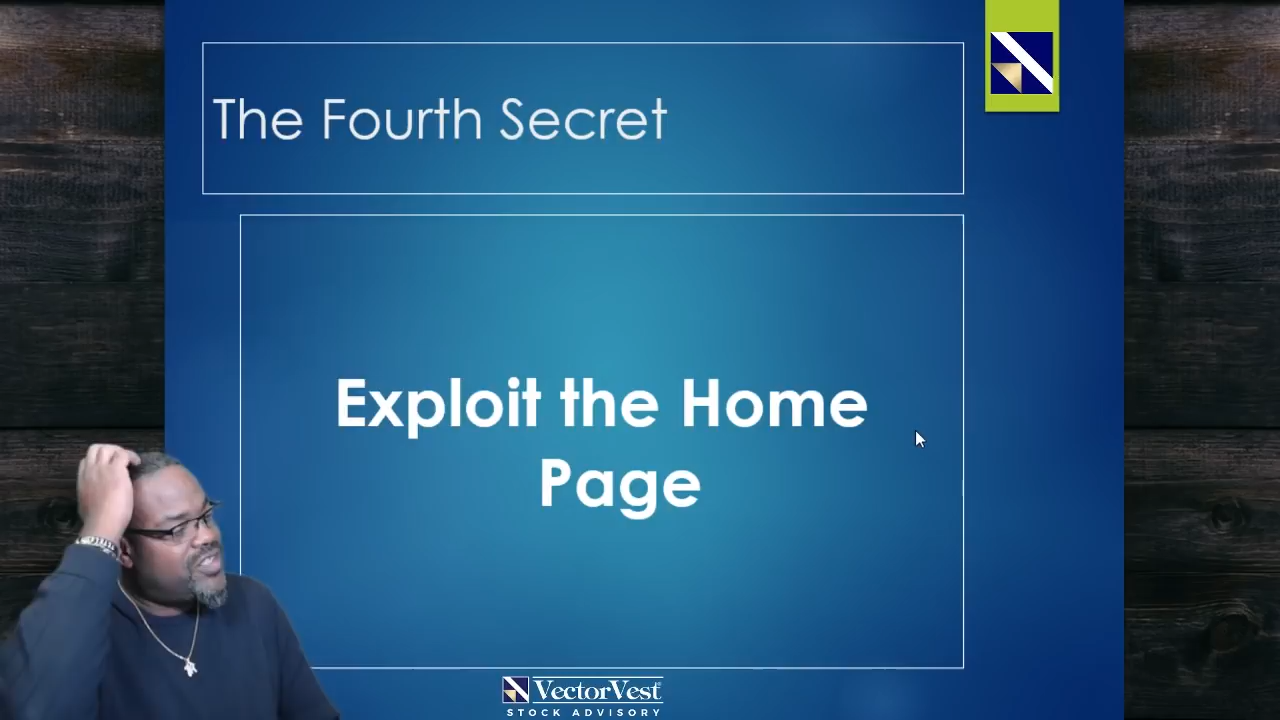 The Fourth Secret
Exploit the Home
Page
VectorVest®
STOCK ADVISORY